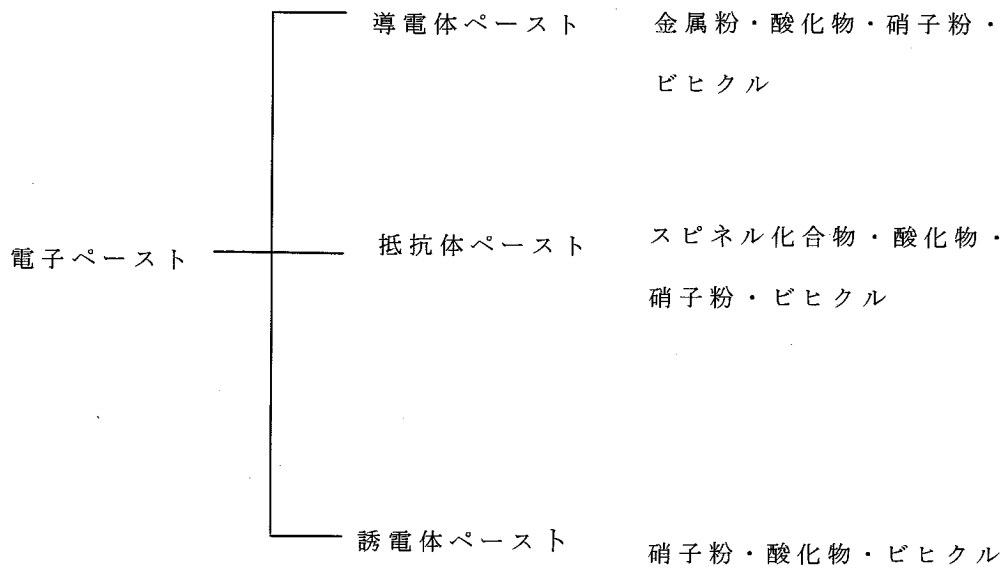 導電体ペースト 金属粉・酸化物・硝子粉・
ビヒクル
電子ペースト 抵抗体ペースト スピネル化合物・酸化物・
硝子粉・ビヒクル
誘電体ペースト 硝子粉・酸化物・ビヒクル